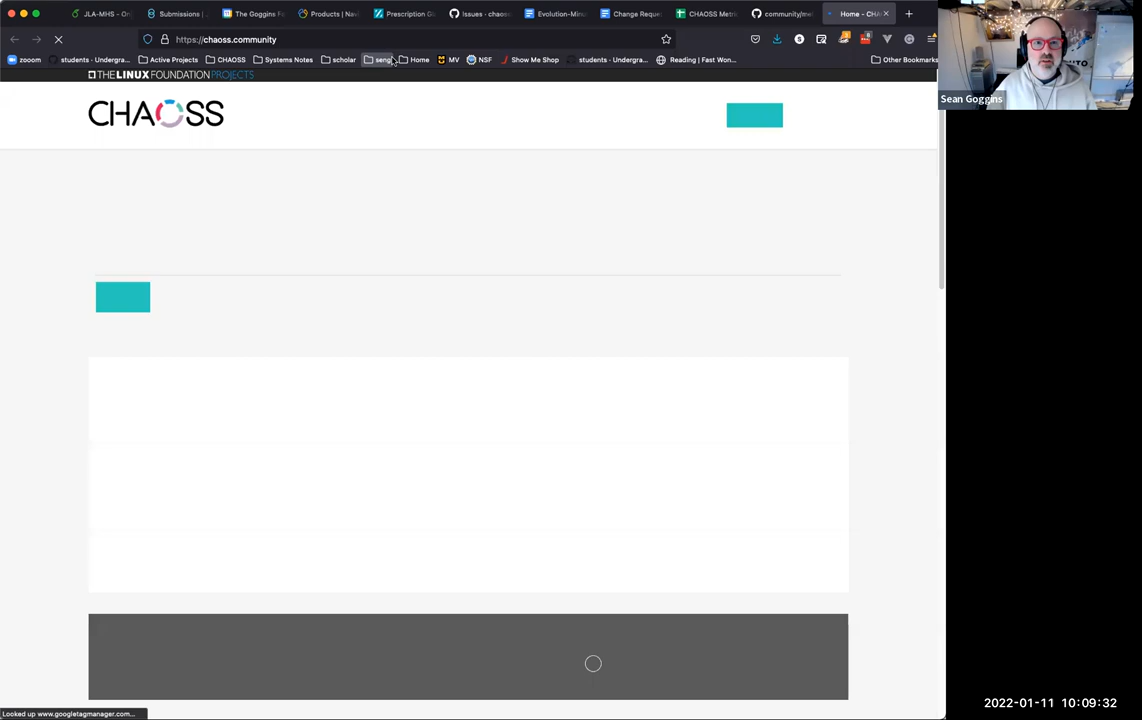 JLA-MHS - On
Submissions |
The Goggins Fi
Products | Navi
Prescription Gl
Issues · chaos
Evolution-Minu
Change Reque
CHAOSS Metri
community/me
Home - CHA
https://chaoss.community
zooom
students - Undergra...
Active Projects
CHAOSS
Systems Notes
scholar
seng
Home
MV
NSF
Show Me Shop
students - Undergra...
Reading | Fast Won...
Other Bookmarks
THE LINUX FOUNDATION PROJECTS
CHAOSS
Sean Goggins
Looked up www.googletagmanager.com...
2022-01-11 10:09:32